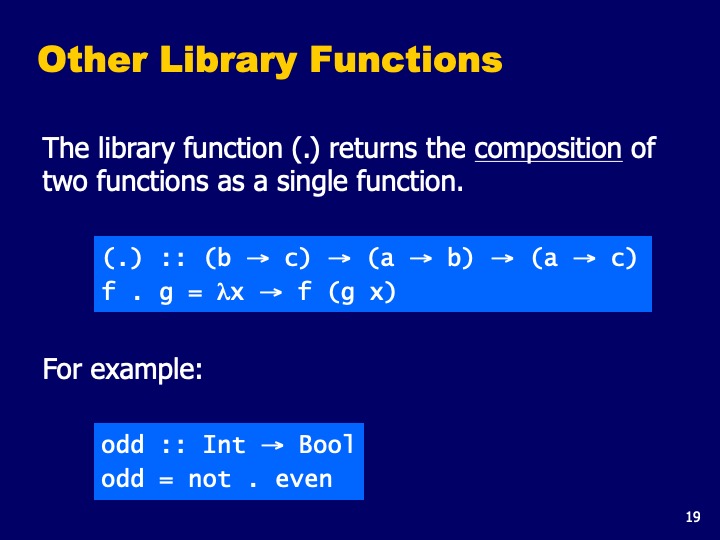 Other Library Functions
The library function (.) returns the composition of
two functions as a single function.
(.) :: (b → c) → (a → b) → (a → c)
f . g = λx → f (g x)
For example:
odd :: Int → Bool
odd = not . even
19